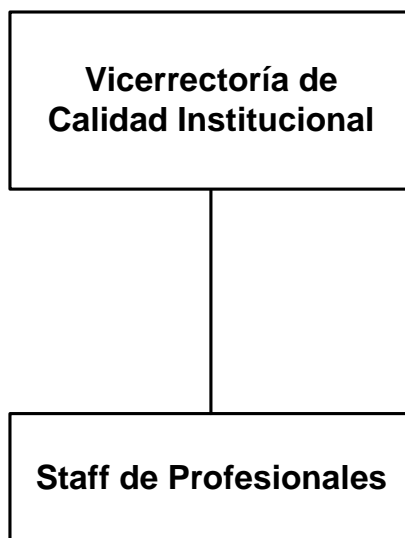 Vicerrectoría de
Calidad Institucional
Staff de Profesionales